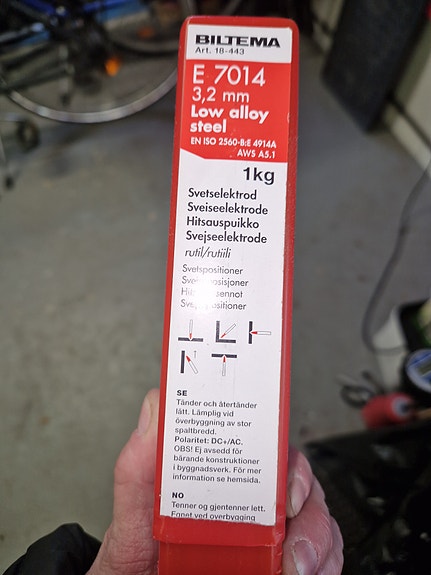 BILTEMA
Art. 18-443
E 7014
3,2 mm
Low alloy
steel
EN ISO 2560-B:E 4914A
AWS A5.1
1kg
Svetselektrod
Sveiseelektrode
Hitsauspuikko
Svejseelektrode
rutil/rutiili
Svetspositioner
SE
Tänder och återtänder
lätt. Lämplig vid
överbyggning av stor
spaltbredd.
Polaritet: DC+/AC.
OBS! Ej avsedd för
bärande konstruktioner
i byggnadsverk. För mer
information se hemsida.
NO
Tenner og gjentenner lett.
Egnet ved overbygging